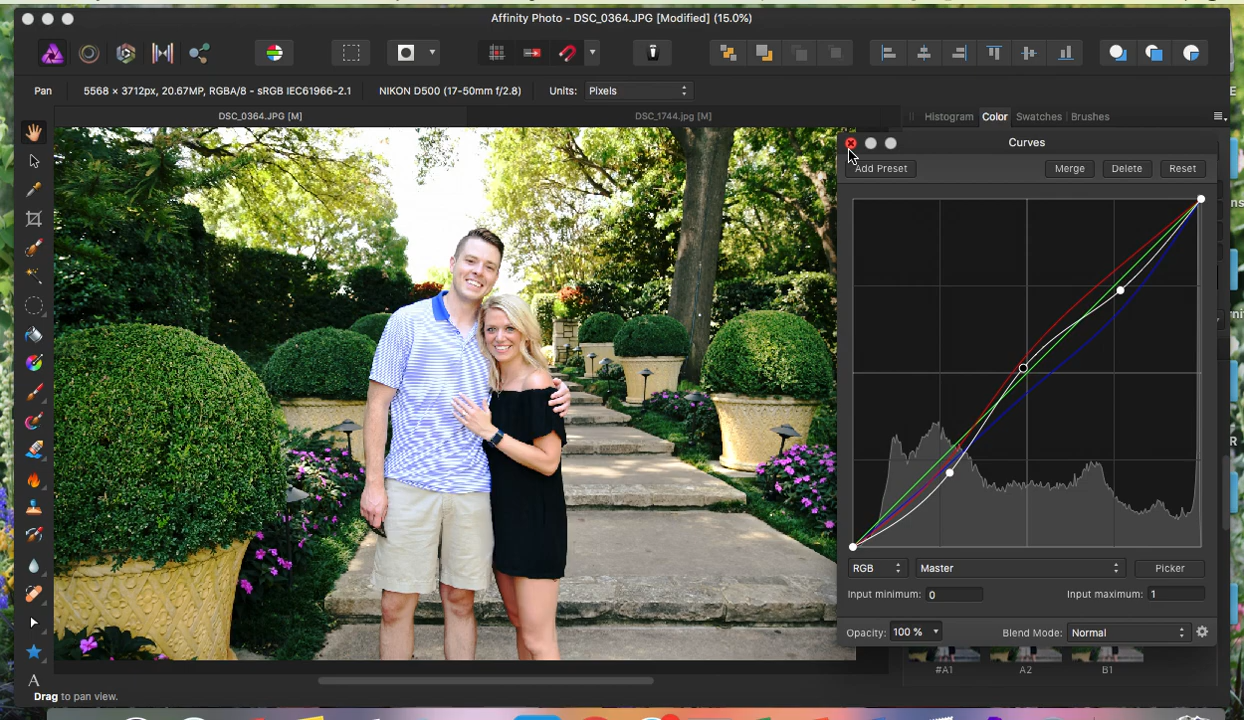 Affinity Photo - DSC_0364.JPG [Modified] (15.0%)
Pan 5568 × 3712px, 20.67MP, RGBA/8 - sRGB IEC61966-2.1 NIKON D500 (17-50mm f/2.8) Units: Pixels
DSC_0364.JPG [M] DSC_1744.jpg [M]
Histogram Color Swatches Brushes
Curves
Add Preset Merge Delete Reset
RGB Master Picker
Input minimum: 0 Input maximum: 1
Opacity: 100 % Blend Mode: Normal
#A1 A2 B1
A
Drag to pan view.